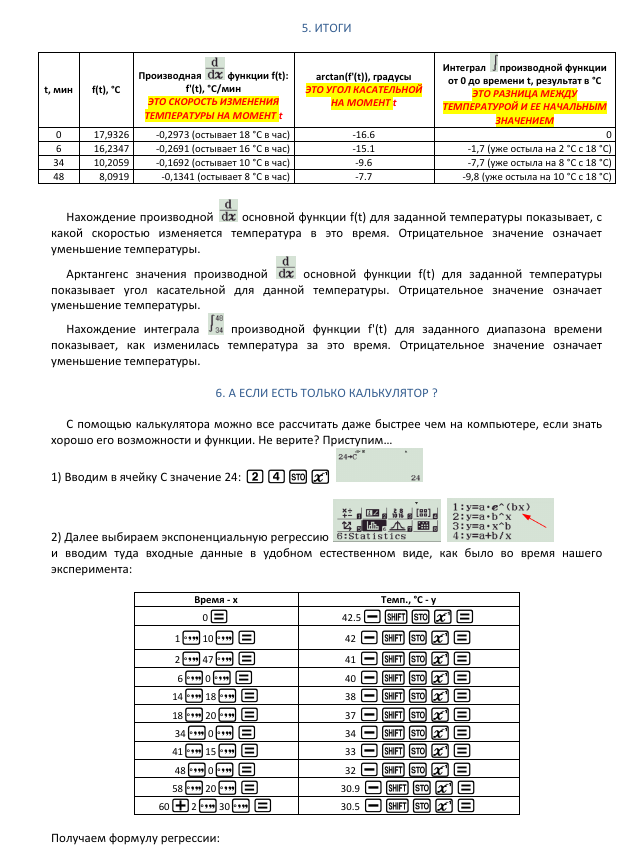 5. ИТОГИ
t, мин
f(t), °C
Производная d/dx функции f(t):
f'(t), °C/мин
ЭТО СКОРОСТЬ ИЗМЕНЕНИЯ
ТЕМПЕРАТУРЫ НА МОМЕНТ t
arctan(f'(t)), градусы
ЭТО УГОЛ КАСАТЕЛЬНОЙ
НА МОМЕНТ t
Интеграл ∫ производной функции
от 0 до времени t, результат в °C
ЭТО РАЗНИЦА МЕЖДУ
ТЕМПЕРАТУРОЙ И ЕЕ НАЧАЛЬНЫМ
ЗНАЧЕНИЕМ
0 17,9326 -0,2973 (остывает 18 °C в час) -16.6 0
6 16,2347 -0,2691 (остывает 16 °C в час) -15.1 -1,7 (уже остыла на 2 °C с 18 °C)
34 10,2059 -0,1692 (остывает 10 °C в час) -9.6 -7,7 (уже остыла на 8 °C с 18 °C)
48 8,0919 -0,1341 (остывает 8 °C в час) -7.7 -9,8 (уже остыла на 10 °C с 18 °C)
Нахождение производной d/dx основной функции f(t) для заданной температуры показывает, с
какой скоростью изменяется температура в это время. Отрицательное значение означает
уменьшение температуры.
Арктангенс значения производной d/dx основной функции f(t) для заданной температуры
показывает угол касательной для данной температуры. Отрицательное значение означает
уменьшение температуры.
Нахождение интеграла ∫ 48 34 производной функции f'(t) для заданного диапазона времени
показывает, как изменилась температура за это время. Отрицательное значение означает
уменьшение температуры.
6. А ЕСЛИ ЕСТЬ ТОЛЬКО КАЛЬКУЛЯТОР ?
С помощью калькулятора можно все рассчитать даже быстрее чем на компьютере, если знать
хорошо его возможности и функции. Не верите? Приступим…
24→C
1) Вводим в ячейку C значение 24: 2 4 STO x 24
1:y=a·e^(bx)
2:y=a·b^x
3:y=a·x^b
2) Далее выбираем экспоненциальную регрессию 6:Statistics 4:y=a+b/x
и вводим туда входные данные в удобном естественном виде, как было во время нашего
эксперимента:
Время - x Темп., °C - y
0 = 42.5 − SHIFT STO x =
1 °,,, 10 °,,, = 42 − SHIFT STO x =
2 °,,, 47 °,,, = 41 − SHIFT STO x =
6 °,,, 0 °,,, = 40 − SHIFT STO x =
14 °,,, 18 °,,, = 38 − SHIFT STO x =
18 °,,, 20 °,,, = 37 − SHIFT STO x =
34 °,,, 0 °,,, = 34 − SHIFT STO x =
41 °,,, 15 °,,, = 33 − SHIFT STO x =
48 °,,, 0 °,,, = 32 − SHIFT STO x =
58 °,,, 20 °,,, = 30.9 − SHIFT STO x =
60 + 2 °,,, 30 °,,, = 30.5 − SHIFT STO x =
Получаем формулу регрессии: